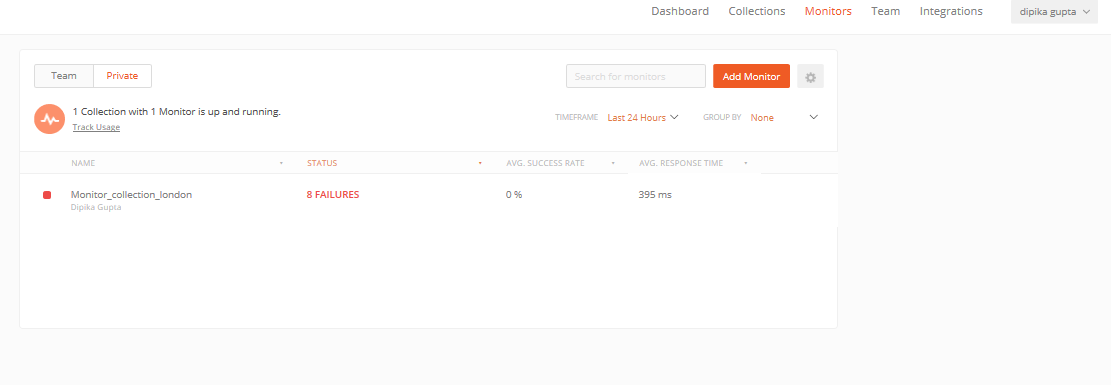 Dashboard Collections Monitors Team Integrations dipika gupta
Team Private Search for monitors Add Monitor
1 Collection with 1 Monitor is up and running.
Track Usage TIMEFRAME Last 24 Hours GROUP BY None
NAME STATUS AVG. SUCCESS RATE AVG. RESPONSE TIME
Monitor_collection_london 8 FAILURES 0 % 395 ms
Dipika Gupta